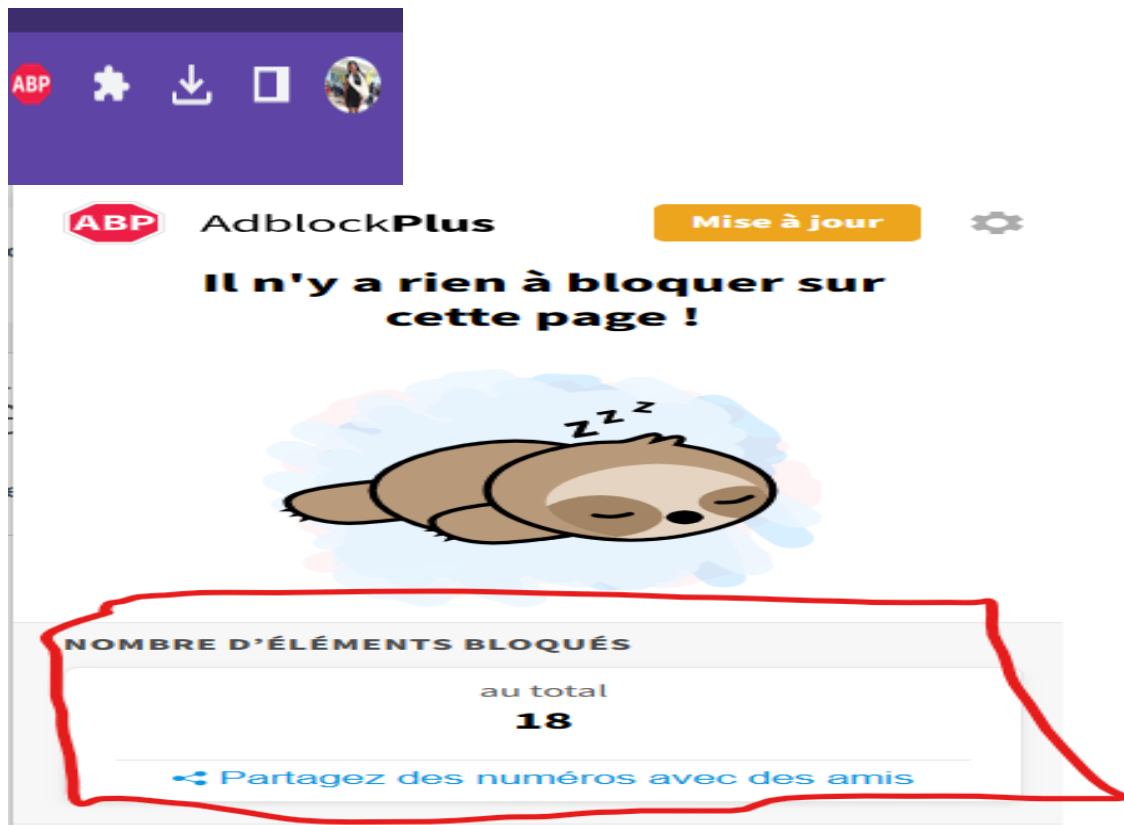 ABP
ABP AdblockPlus Mise à jour
Il n'y a rien à bloquer sur
cette page !
z z z
NOMBRE D'ÉLÉMENTS BLOQUÉS
au total
18
Partagez des numéros avec des amis